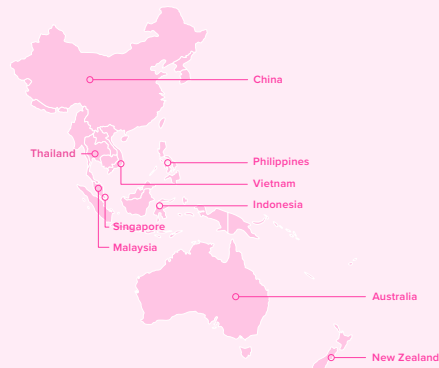 China
Thailand
Philippines
Vietnam
Indonesia
Singapore
Malaysia
Australia
New Zealand